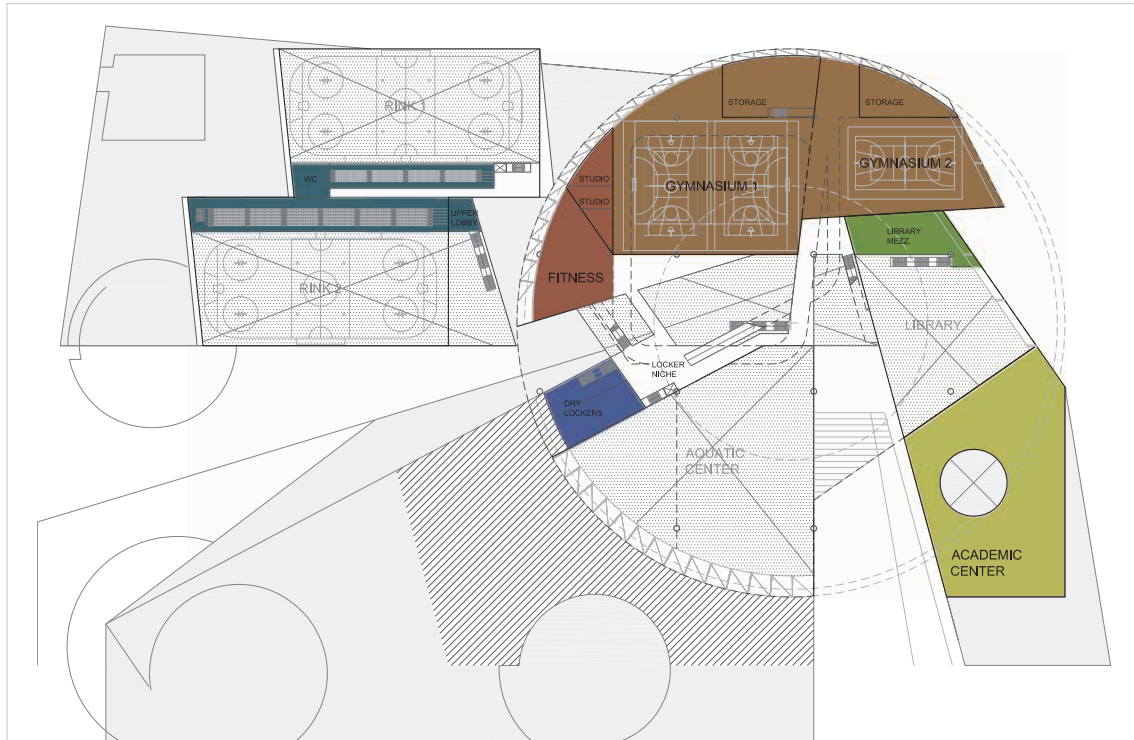 STORAGE
STORAGE
RINK 1
GYMNASIUM 2
WC
STUDIO
GYMNASIUM 1
STUDIO
UPPER
LOBBY
LIBRARY
MEZZ.
FITNESS
RINK 2
LIBRARY
LOCKER
NICHE
DRY
LOCKERS
AQUATIC
CENTER
ACADEMIC
CENTER